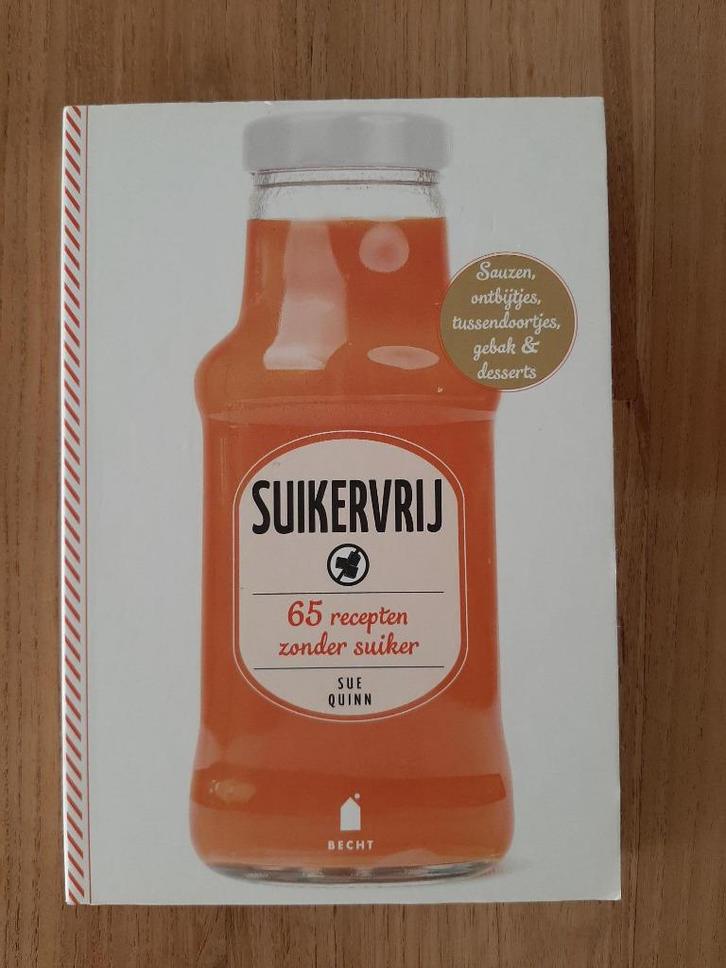 Sauzen,
ontbijtjes,
tussendoortjes,
gebak &
desserts
SUIKERVRIJ
65 recepten
zonder suiker
SUE
QUINN
BECHT